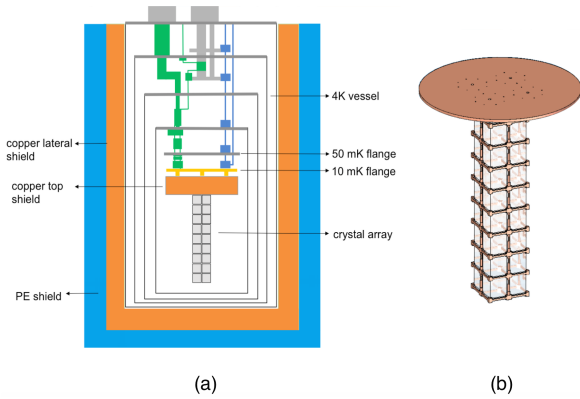 4K vessel
copper lateral
shield
50 mK flange
10 mK flange
copper top
shield
crystal array
PE shield
(a)
(b)